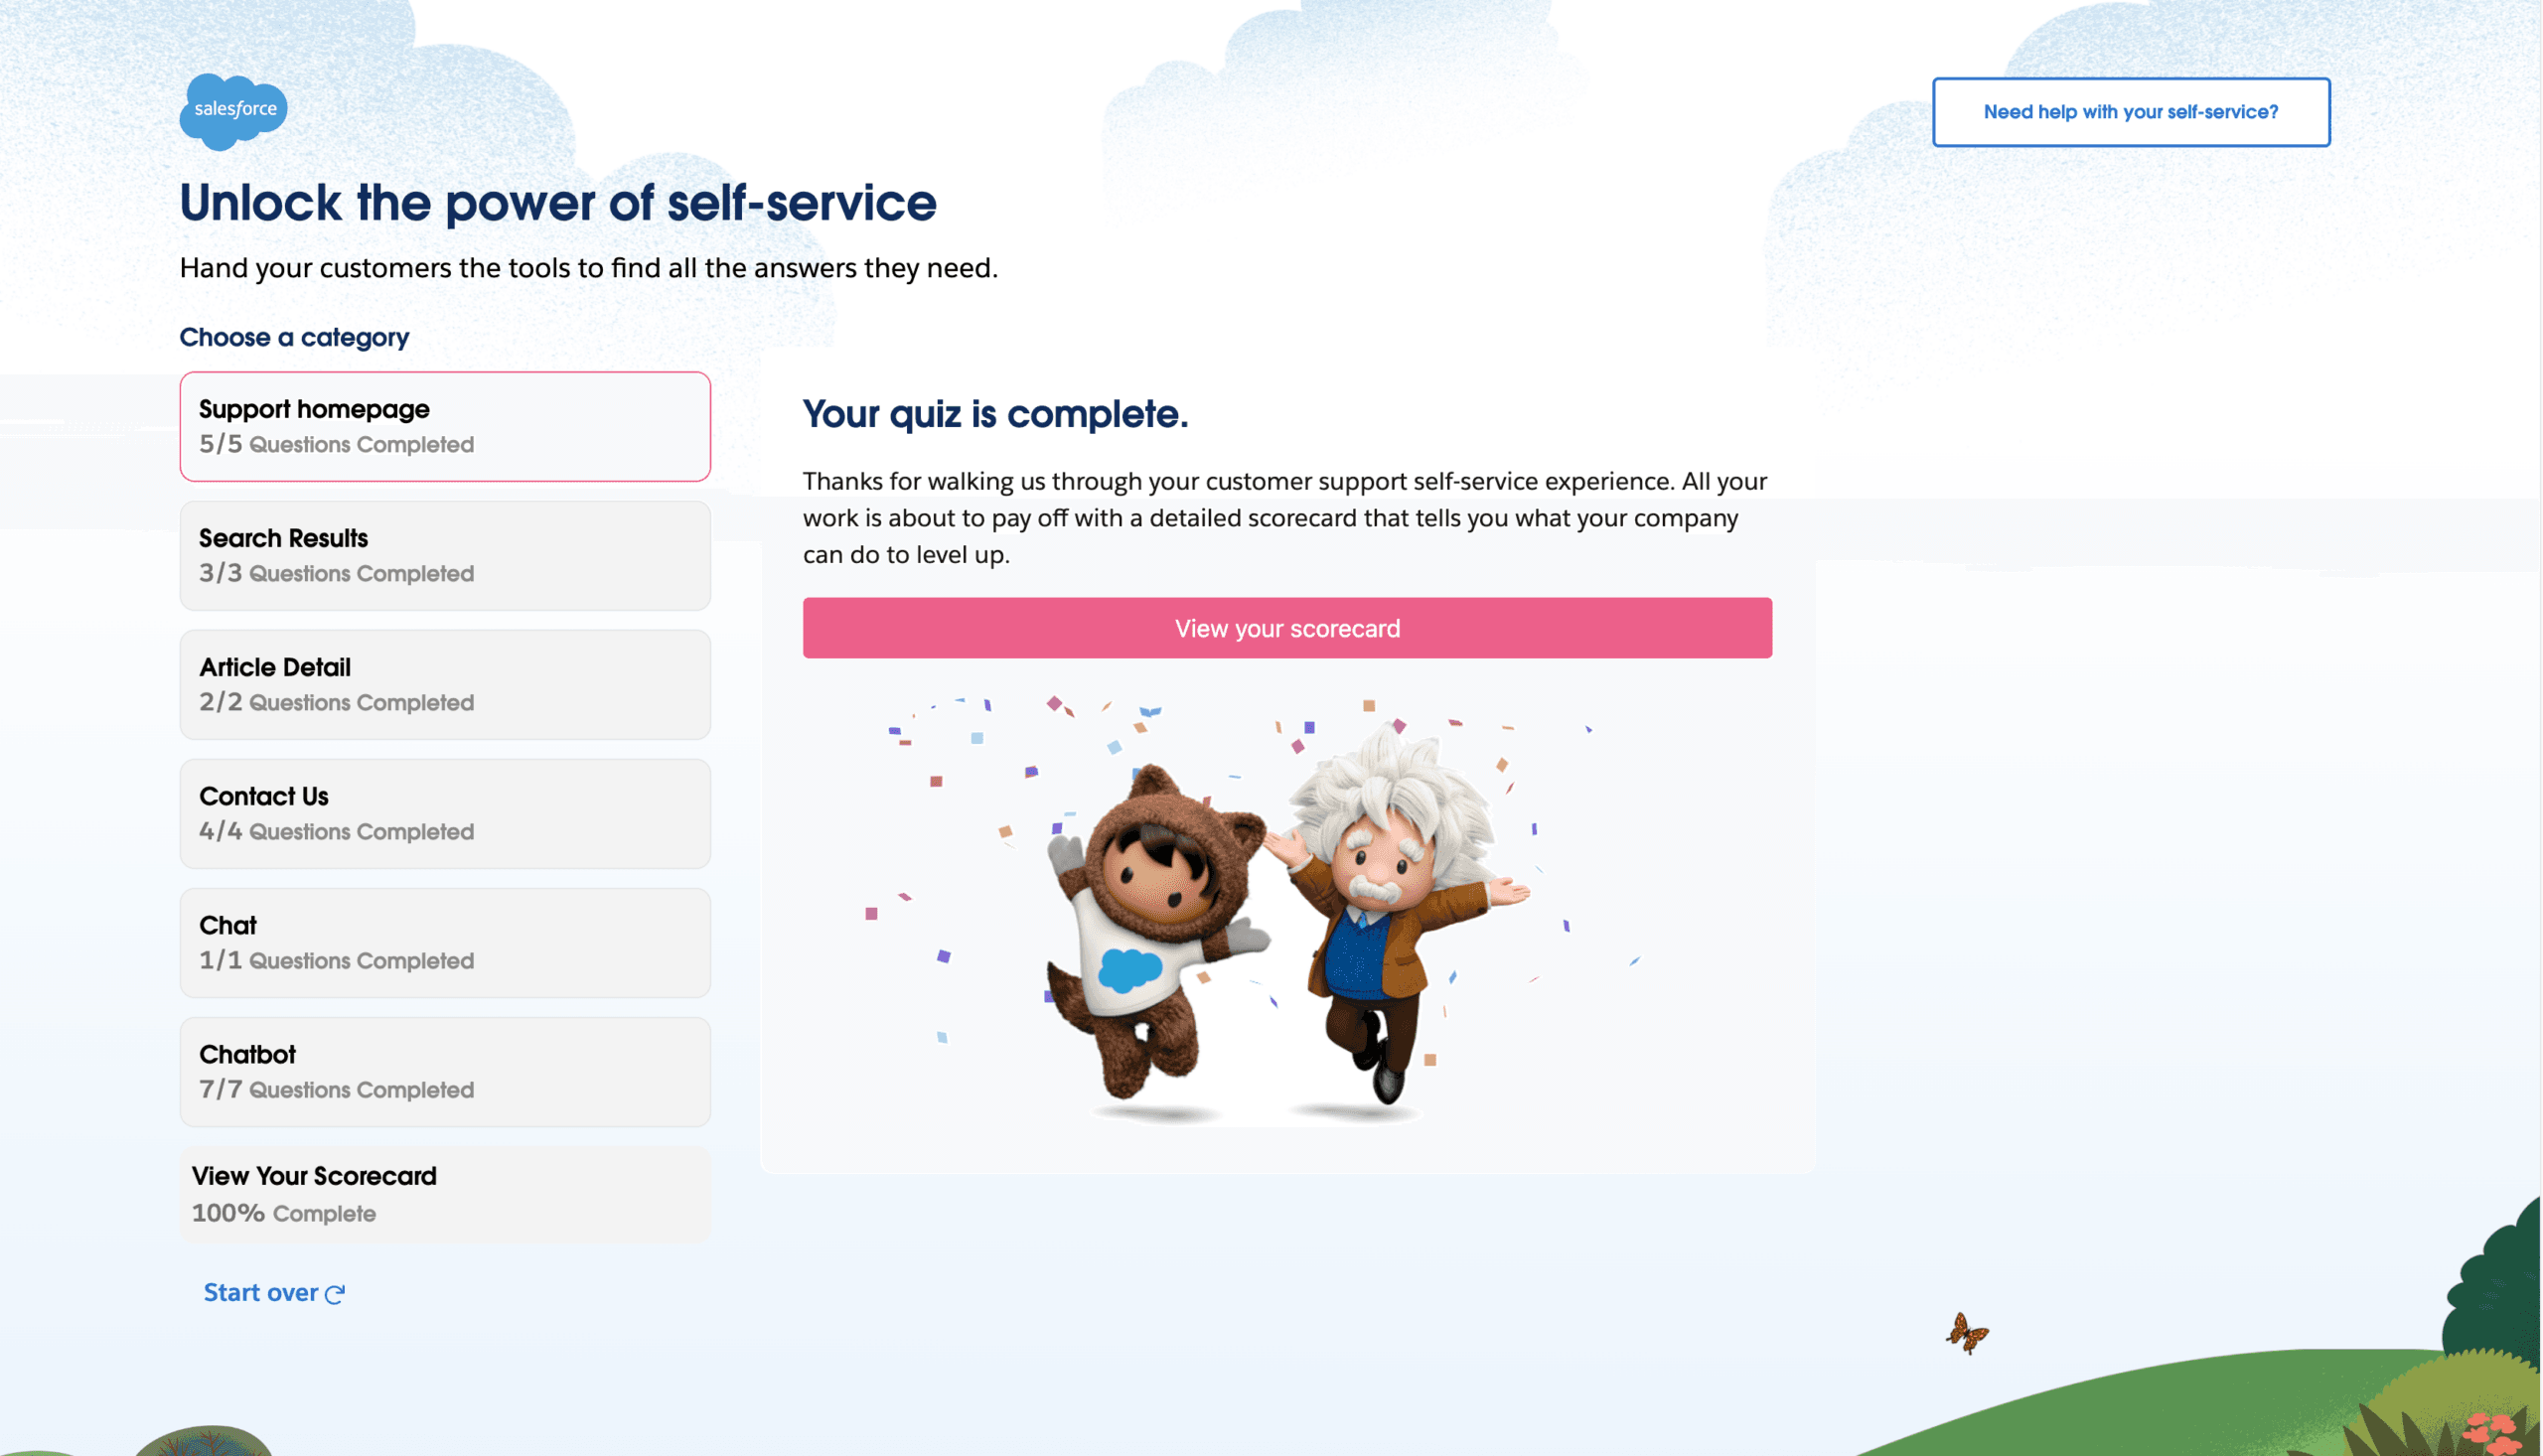 salesforce
Need help with your self-service?
Unlock the power of self-service
Hand your customers the tools to find all the answers they need.
Choose a category
Support homepage
5/5 Questions Completed
Search Results
3/3 Questions Completed
Article Detail
2/2 Questions Completed
Contact Us
4/4 Questions Completed
Chat
1/1 Questions Completed
Chatbot
7/7 Questions Completed
View Your Scorecard
100% Complete
Start over
Your quiz is complete.
Thanks for walking us through your customer support self-service experience. All your
work is about to pay off with a detailed scorecard that tells you what your company
can do to level up.
View your scorecard